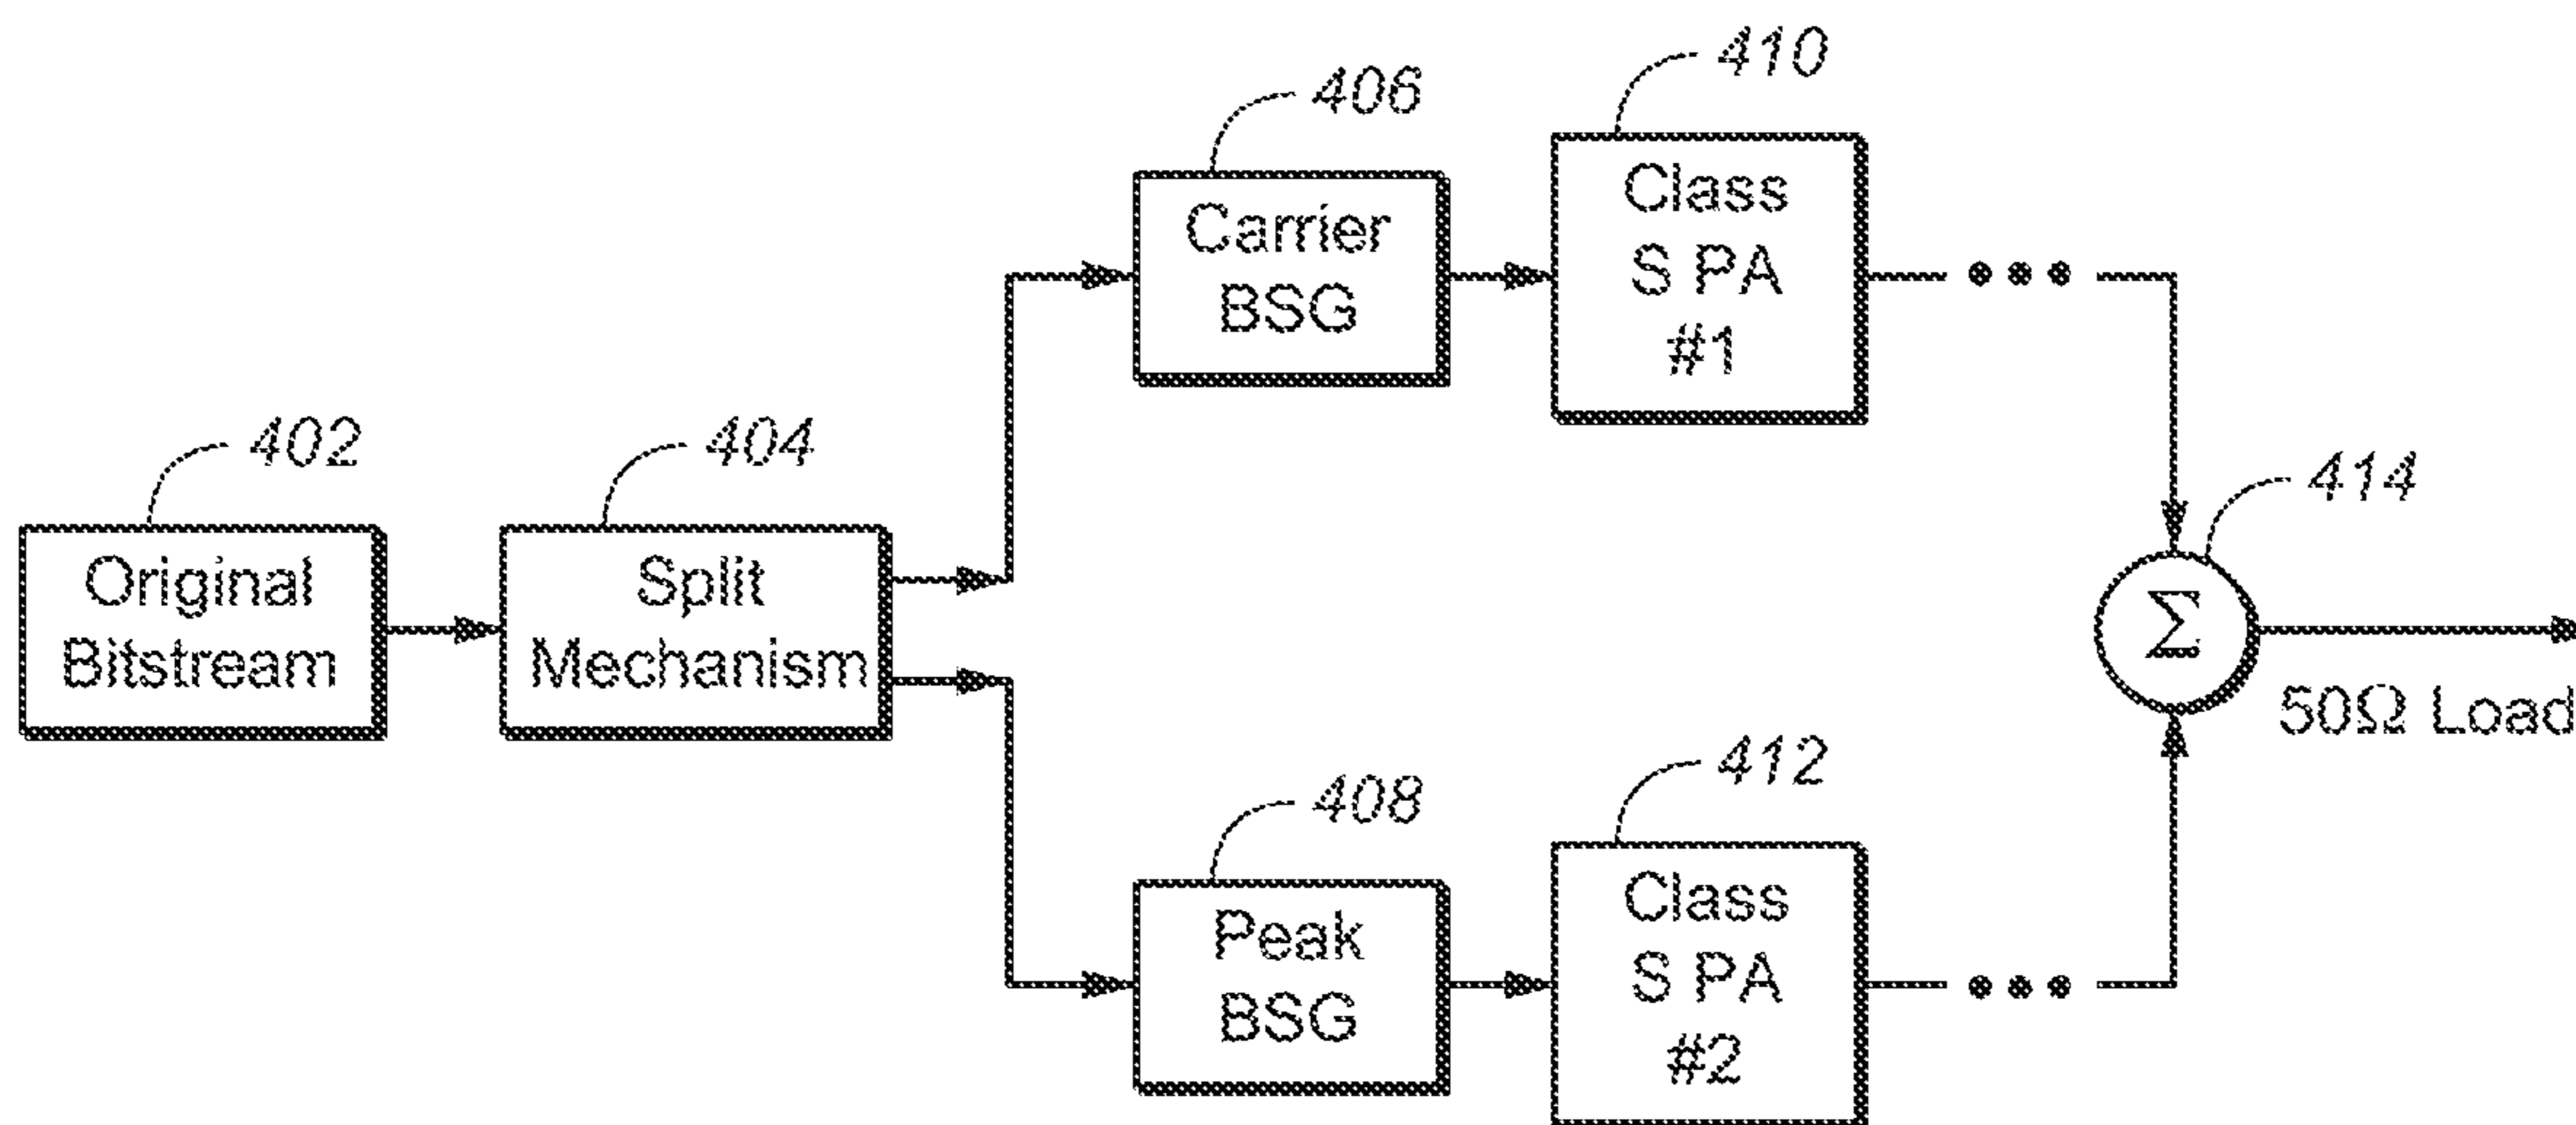 410
406
Class
S PA
#1
Carrier
BSG
402
404
414
Original
Bitstream
Split
Mechanism
Σ
50Ω Load
412
408
Class
S PA
#2
Peak
BSG